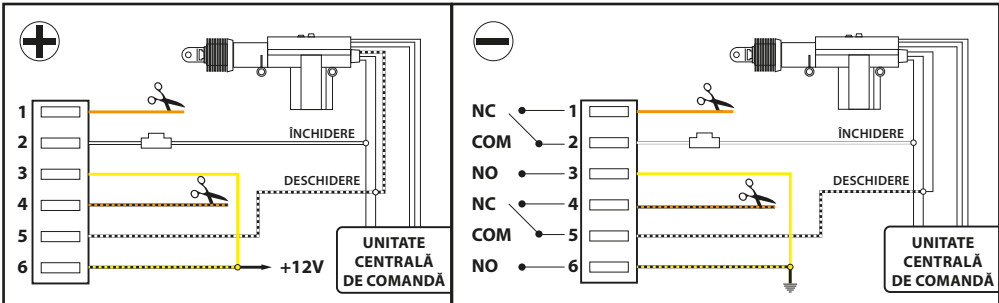 1
2
3
4
5
6
ÎNCHIDERE
DESCHIDERE
+12V
UNITATE
CENTRALĂ
DE COMANDĂ
NC
COM
NO
NC
COM
NO
1
2
3
4
5
6
ÎNCHIDERE
DESCHIDERE
UNITATE
CENTRALĂ
DE COMANDĂ